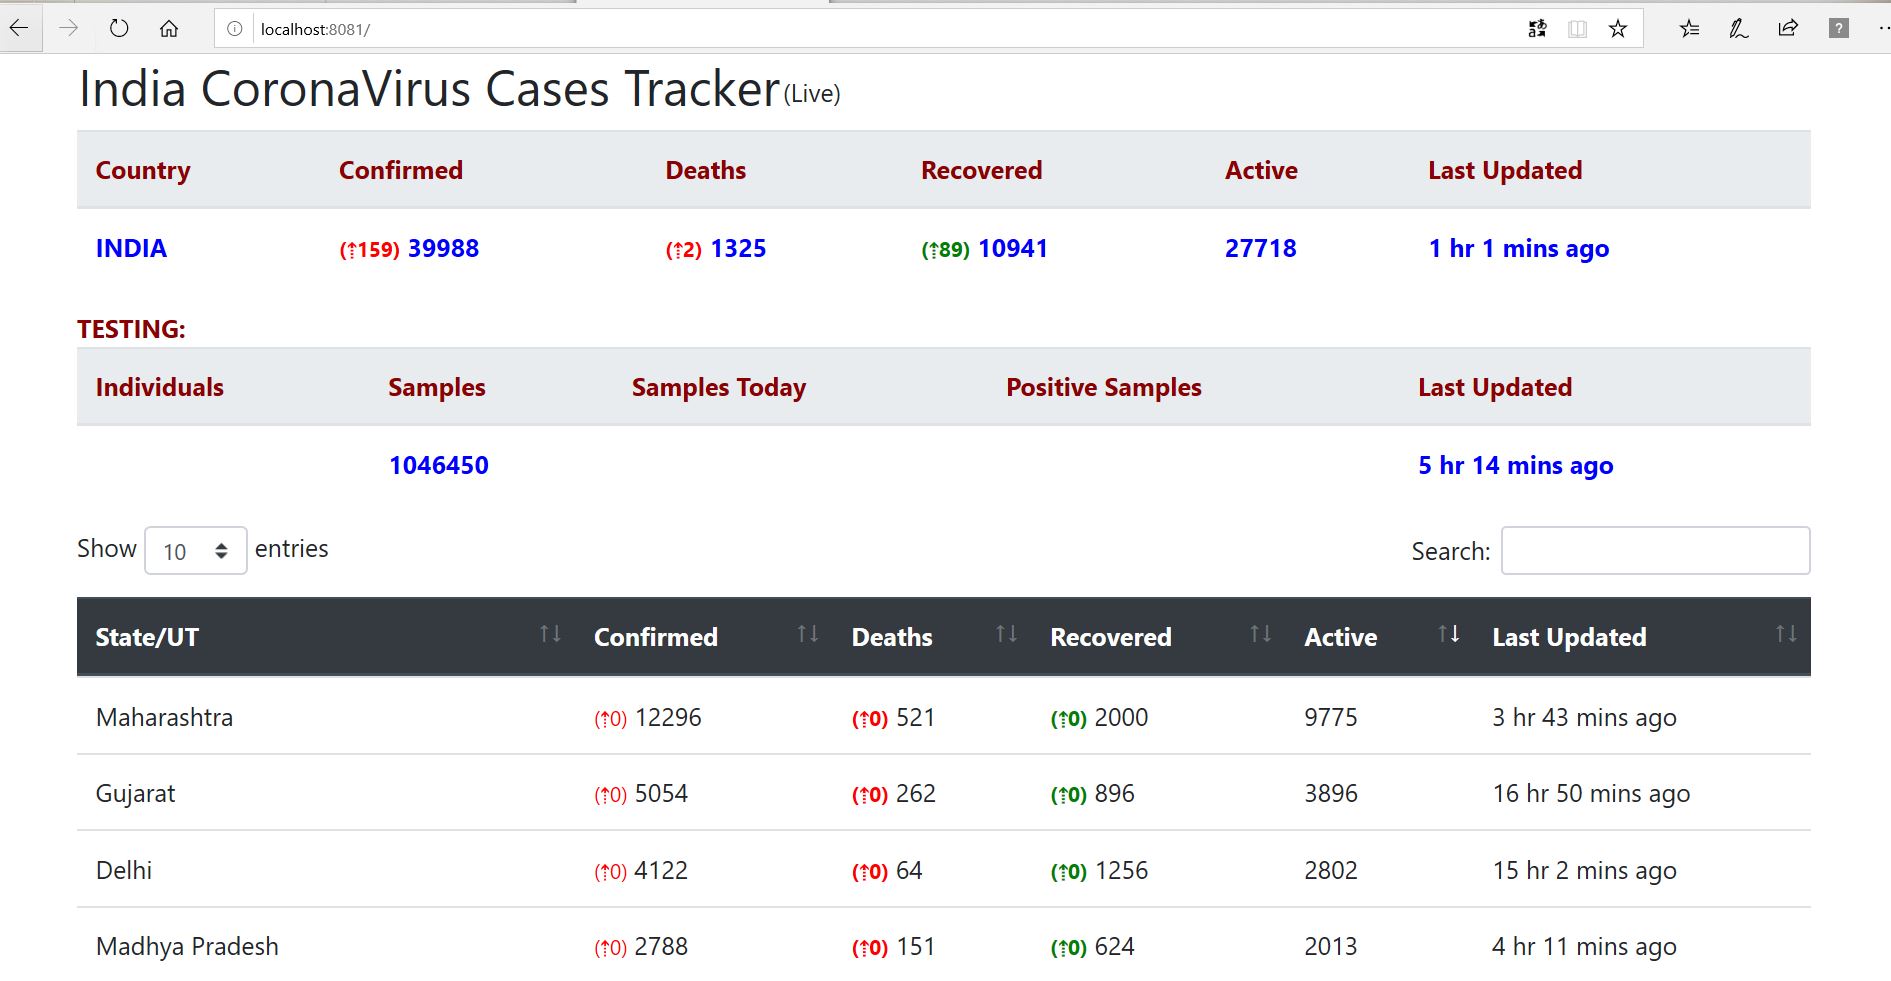 localhost:8081/
India CoronaVirus Cases Tracker(Live)
Country Confirmed Deaths Recovered Active Last Updated
INDIA (⇡159) 39988 (⇡2) 1325 (⇡89) 10941 27718 1 hr 1 mins ago
TESTING:
Individuals Samples Samples Today Positive Samples Last Updated
1046450 5 hr 14 mins ago
Show 10 entries Search:
State/UT Confirmed Deaths Recovered Active Last Updated
Maharashtra (⇡0) 12296 (⇡0) 521 (⇡0) 2000 9775 3 hr 43 mins ago
Gujarat (⇡0) 5054 (⇡0) 262 (⇡0) 896 3896 16 hr 50 mins ago
Delhi (⇡0) 4122 (⇡0) 64 (⇡0) 1256 2802 15 hr 2 mins ago
Madhya Pradesh (⇡0) 2788 (⇡0) 151 (⇡0) 624 2013 4 hr 11 mins ago